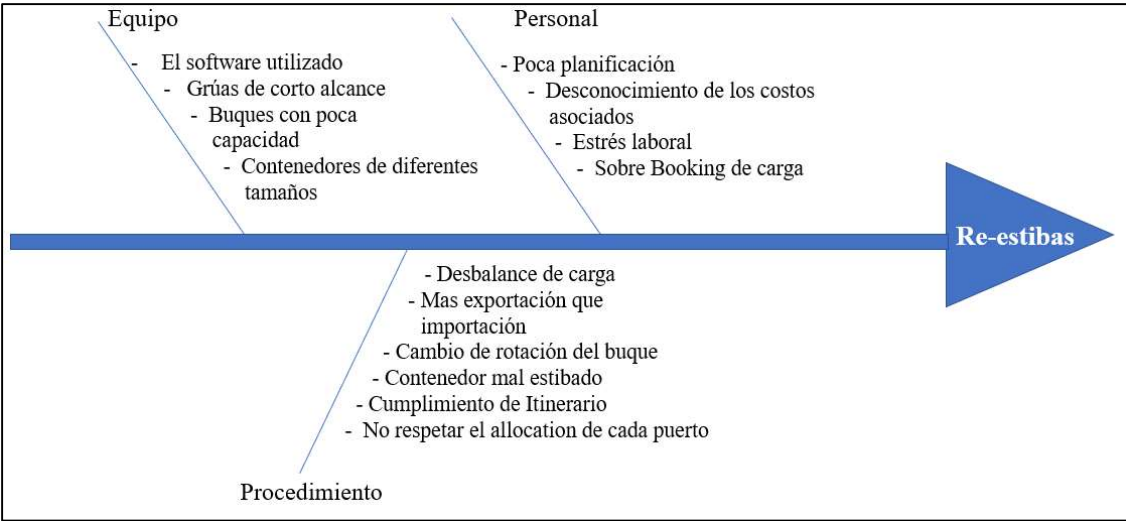 Equipo
- El software utilizado
- Grúas de corto alcance
- Buques con poca
capacidad
- Contenedores de diferentes
tamaños
Personal
- Poca planificación
- Desconocimiento de los costos
asociados
- Estrés laboral
- Sobre Booking de carga
Re-estibas
- Desbalance de carga
- Mas exportación que
importación
- Cambio de rotación del buque
- Contenedor mal estibado
- Cumplimiento de Itinerario
- No respetar el allocation de cada puerto
Procedimiento